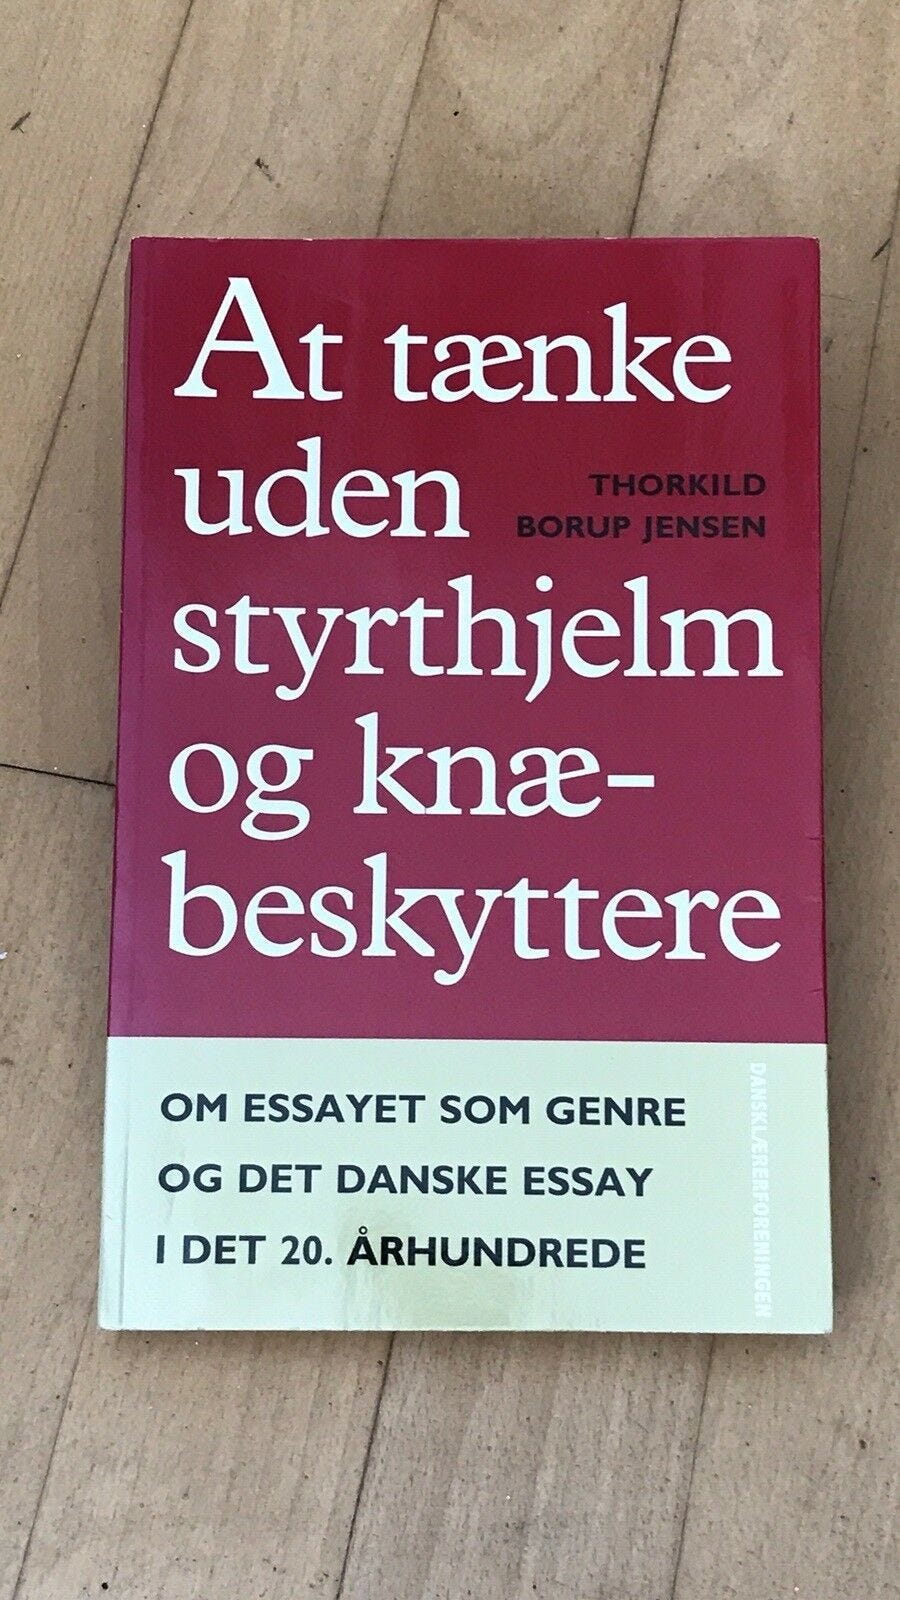 At tænke
uden
THORKILD
BORUP JENSEN
styrthjelm
og knæ-
beskyttere
OM ESSAYET SOM GENRE
OG DET DANSKE ESSAY
I DET 20. ÅRHUNDREDE
DANSKLÆRERFORENINGEN